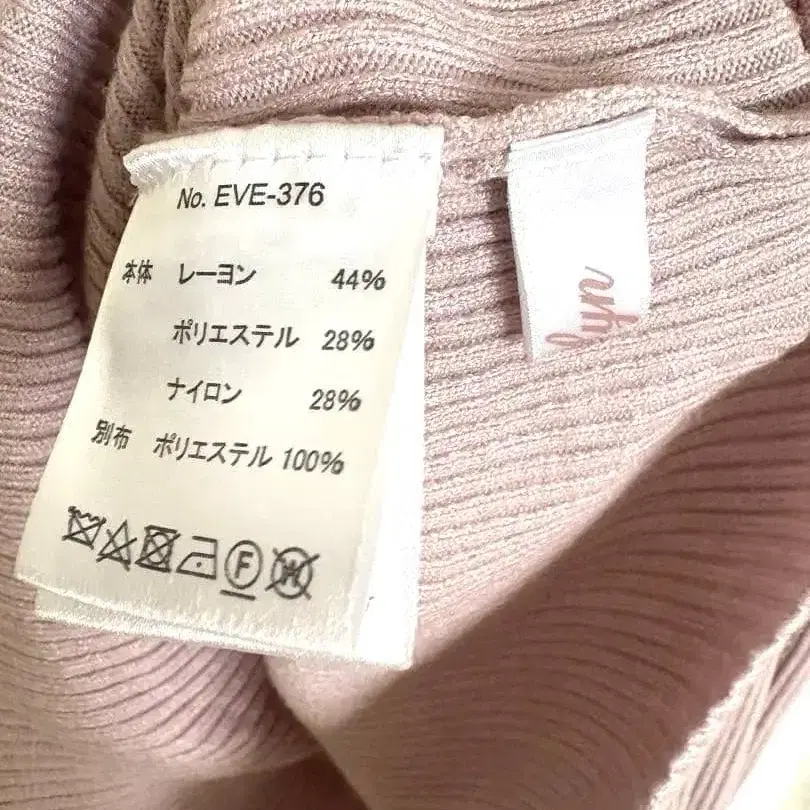 No. EVE-376
本体 レーヨン 44%
ポリエステル 28%
ナイロン 28%
別布 ポリエステル 100%
F W